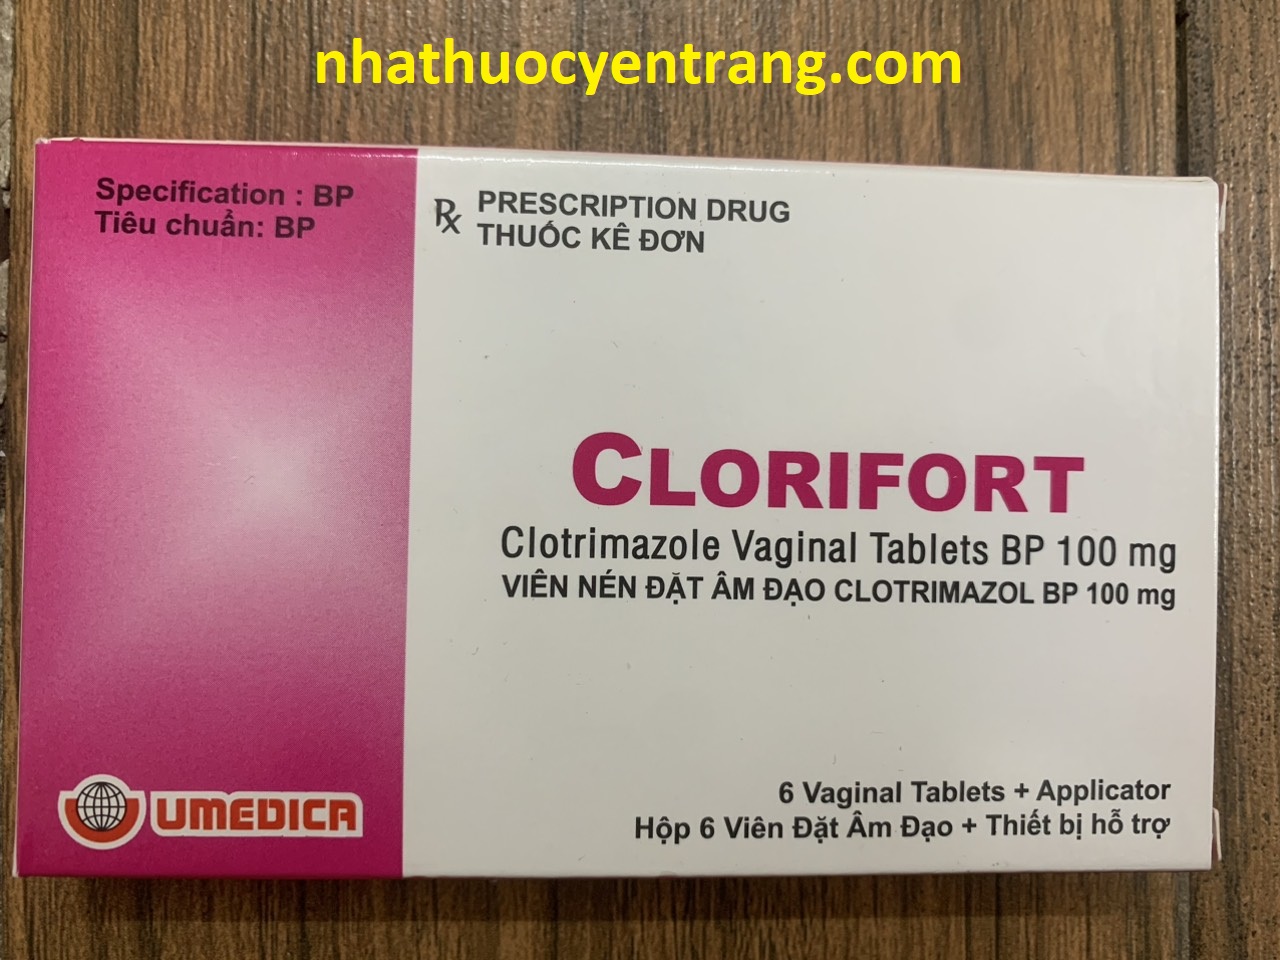 nhathuocyentrang.com
Specification : BP
Tiêu chuẩn: BP
Rx PRESCRIPTION DRUG
THUỐC KÊ ĐƠN
CLORIFORT
Clotrimazole Vaginal Tablets BP 100 mg
VIÊN NÉN ĐẶT ÂM ĐẠO CLOTRIMAZOL BP 100 mg
6 Vaginal Tablets + Applicator
Hộp 6 Viên Đặt Âm Đạo + Thiết bị hỗ trợ
UMEDICA